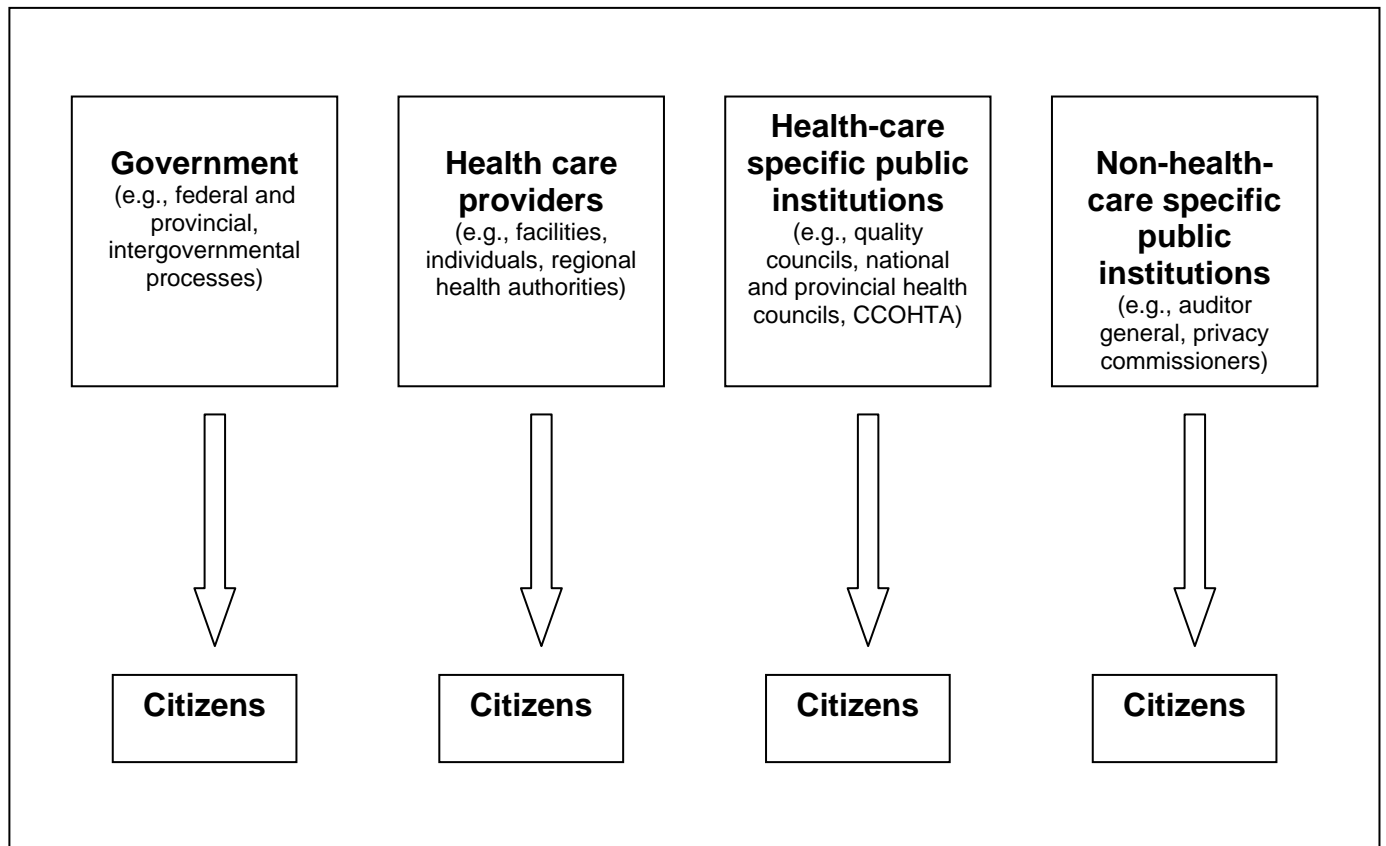 Government
(e.g., federal and
provincial,
intergovernmental
processes)
Health care
providers
(e.g., facilities,
individuals, regional
health authorities)
Health-care
specific public
institutions
(e.g., quality
councils, national
and provincial health
councils, CCOHTA)
Non-health-
care specific
public
institutions
(e.g., auditor
general, privacy
commissioners)
Citizens
Citizens
Citizens
Citizens